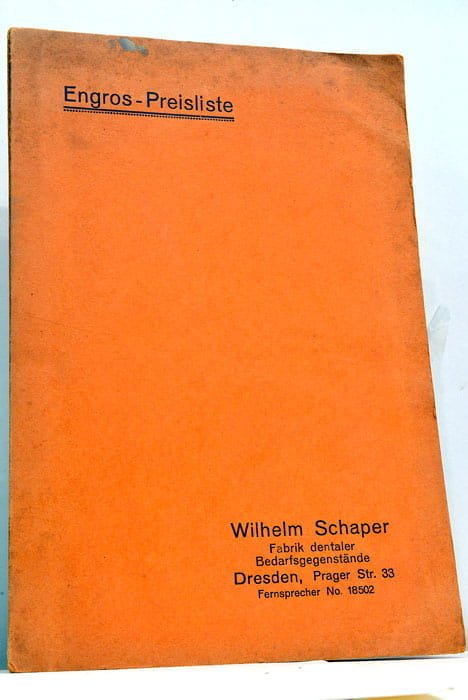 Engros-Preisliste
Wilhelm Schaper
Fabrik dentaler
Bedarfsgegenstände
Dresden, Prager Str. 33
Fernsprecher No. 18502